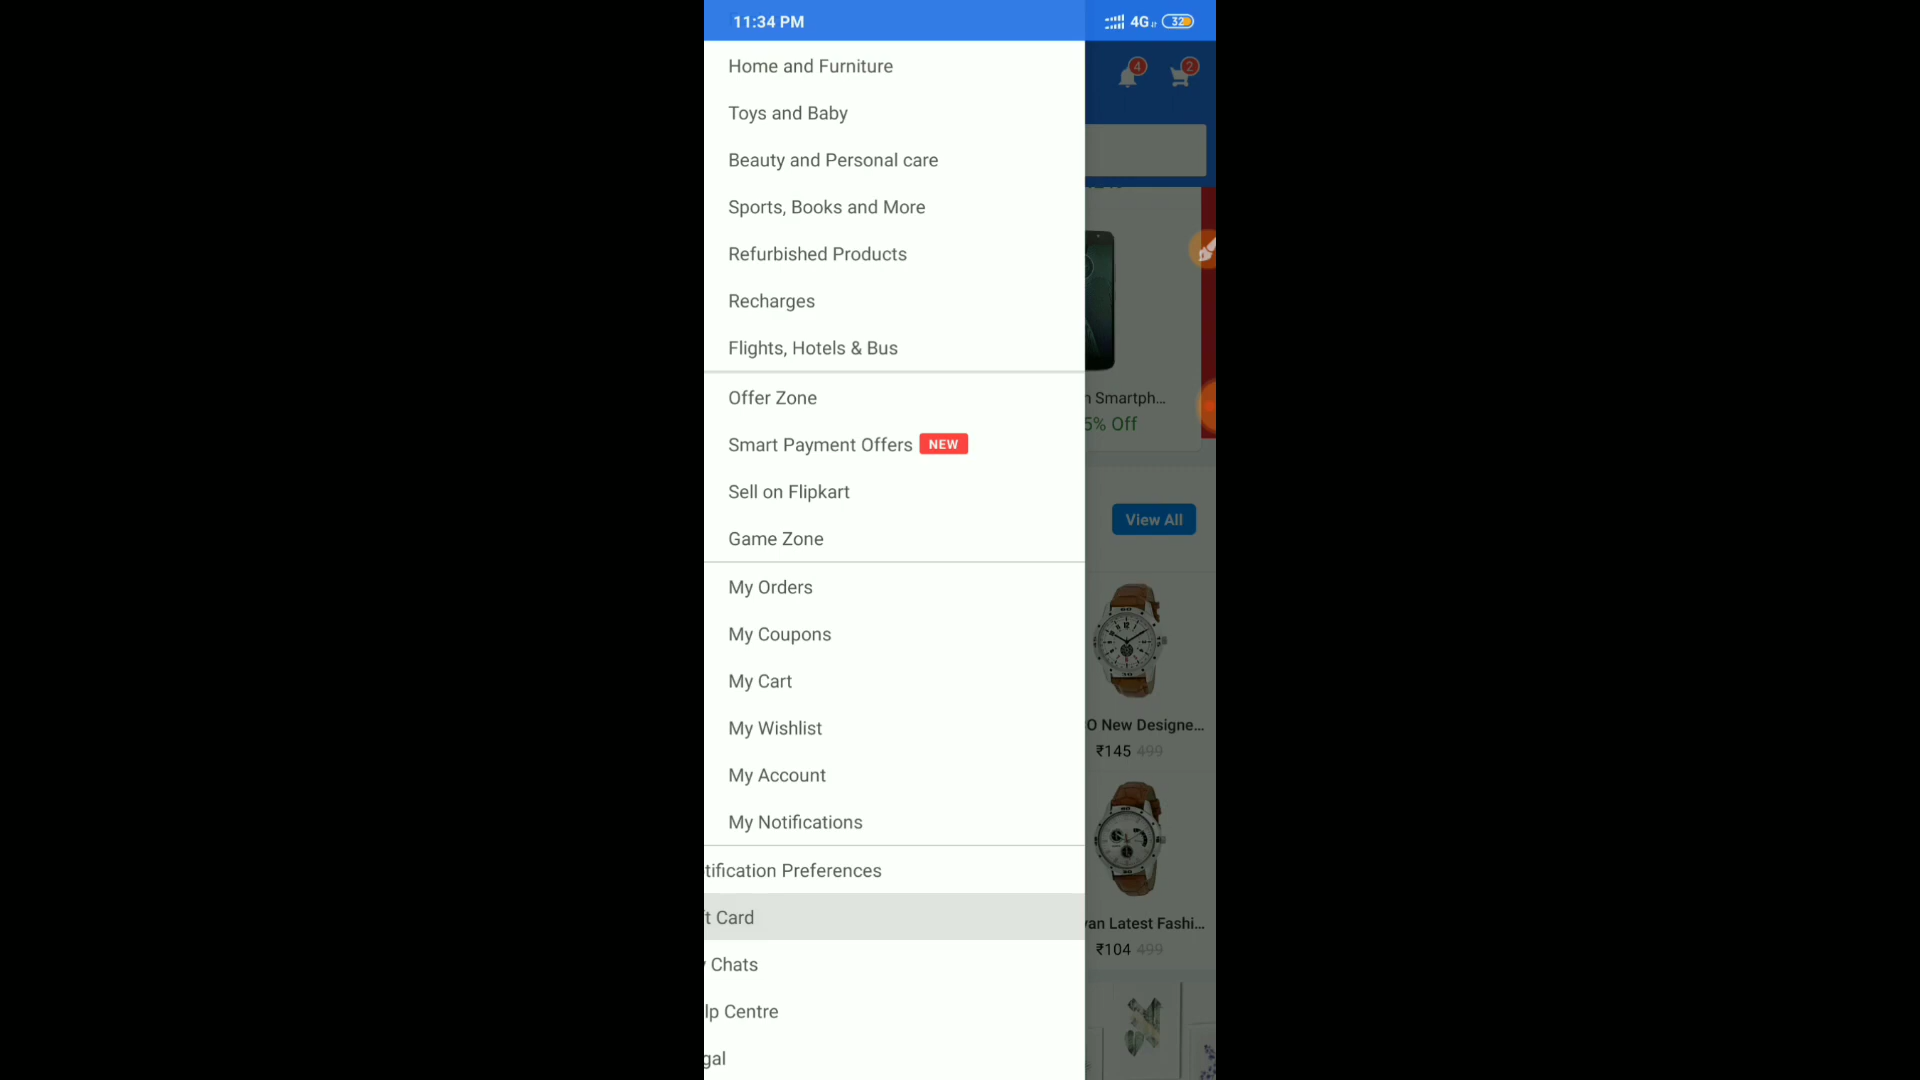 11:34 PM
4G
32
Home and Furniture
4
2
Toys and Baby
Beauty and Personal care
Sports, Books and More
Refurbished Products
Recharges
Flights, Hotels & Bus
Offer Zone
n Smartph...
5% Off
Smart Payment Offers NEW
Sell on Flipkart
View All
Game Zone
My Orders
My Coupons
My Cart
My Wishlist
O New Designe...
₹145 499
My Account
My Notifications
tification Preferences
t Card
van Latest Fashi...
₹104 499
Chats
lp Centre
gal